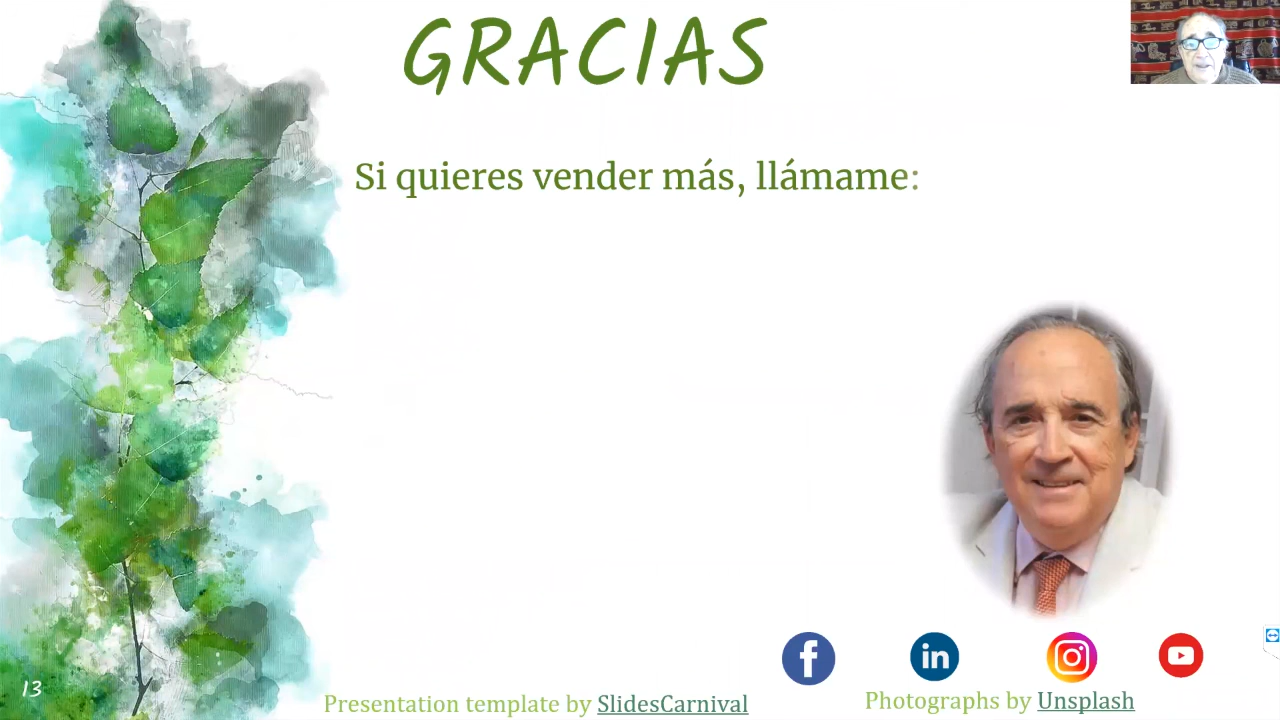 GRACIAS
Si quieres vender más, llámame:
13
Presentation template by SlidesCarnival
Photographs by Unsplash